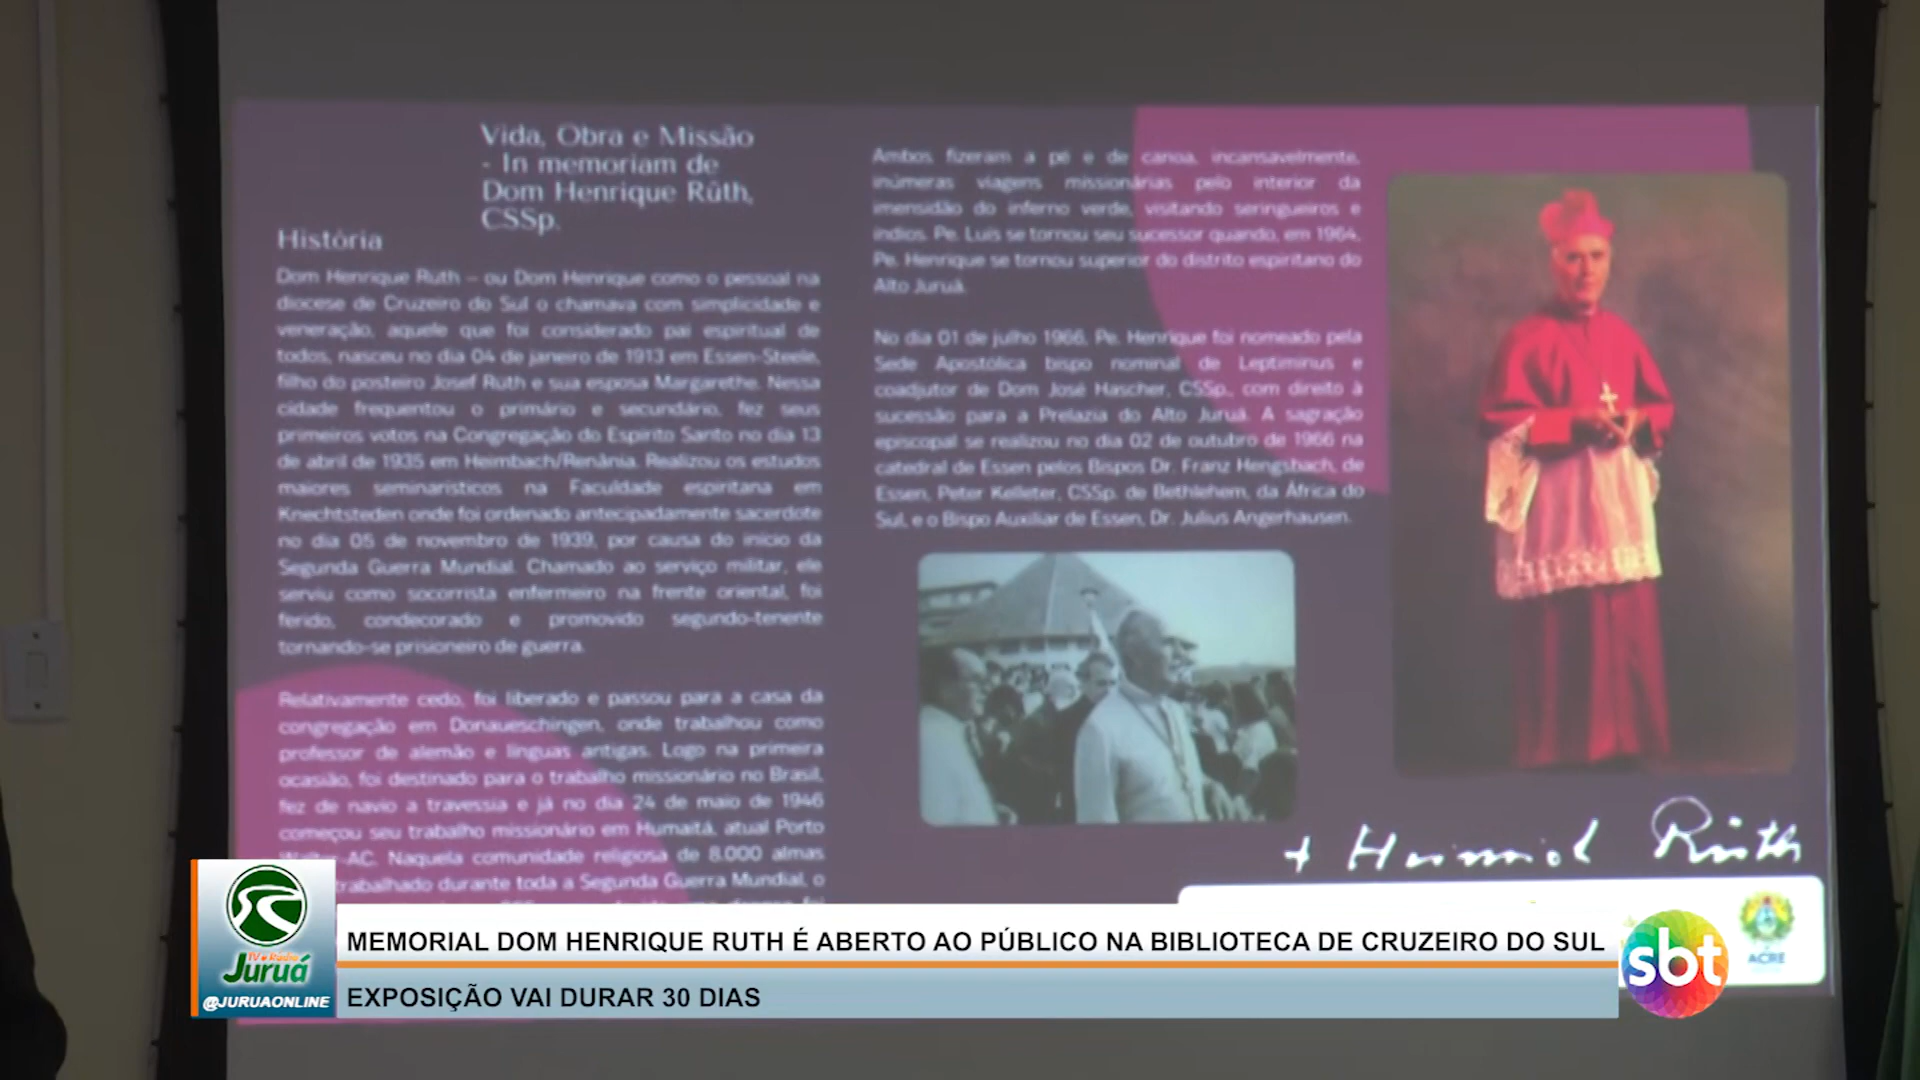 Vida, Obra e Missão
- In memoriam de
Dom Henrique Rüth,
CSSp.
História
Dom Henrique Ruth – ou Dom Henrique como o pessoal na
diocese de Cruzeiro do Sul o chamava com simplicidade e
veneração, aquele que foi considerado pai espiritual de
todos, nasceu no dia 04 de janeiro de 1913 em Essen-Steele,
filho do posteiro Josef Ruth e sua esposa Margarethe. Nessa
cidade frequentou o primário e secundário, fez seus
primeiros votos na Congregação do Espirito Santo no dia 13
de abril de 1935 em Heimbach/Renânia. Realizou os estudos
maiores seminarísticos na Faculdade espiritana em
Knechtsteden onde foi ordenado antecipadamente sacerdote
no dia 05 de novembro de 1939, por causa do início da
Segunda Guerra Mundial. Chamado ao serviço militar, ele
serviu como socorrista enfermeiro na frente oriental, foi
ferido, condecorado e promovido segundo-tenente
tornando-se prisioneiro de guerra.
Relativamente cedo, foi liberado e passou para a casa da
congregação em Donaueschingen, onde trabalhou como
professor de alemão e línguas antigas. Logo na primeira
ocasião, foi destinado para o trabalho missionário no Brasil,
fez de navio a travessia e já no dia 24 de maio de 1946
começou seu trabalho missionário em Humaitá, atual Porto
Walter-AC. Naquela comunidade religiosa de 8.000 almas
trabalhado durante toda a Segunda Guerra Mundial, o
Ambos fizeram a pé e de canoa, incansavelmente,
inúmeras viagens missionárias pelo interior da
imensidão do inferno verde, visitando seringueiros e
índios. Pe. Luis se tornou seu sucessor quando, em 1964,
Pe. Henrique se tornou superior do distrito espiritano do
Alto Juruá.
No dia 01 de julho 1966, Pe. Henrique foi nomeado pela
Sede Apostólica bispo nominal de Leptiminus e
coadjutor de Dom José Hascher, CSSp., com direito à
sucessão para a Prelazia do Alto Juruá. A sagração
episcopal se realizou no dia 02 de outubro de 1966 na
catedral de Essen pelos Bispos Dr. Franz Hengsbach, de
Essen, Peter Kelleter, CSSp. de Bethlehem, da África do
Sul, e o Bispo Auxiliar de Essen, Dr. Julius Angerhausen.
+ Heinrich Rüth
ACRE
TV e Rádio
Juruá
@JURUAONLINE
MEMORIAL DOM HENRIQUE RUTH É ABERTO AO PÚBLICO NA BIBLIOTECA DE CRUZEIRO DO SUL
EXPOSIÇÃO VAI DURAR 30 DIAS
sbt